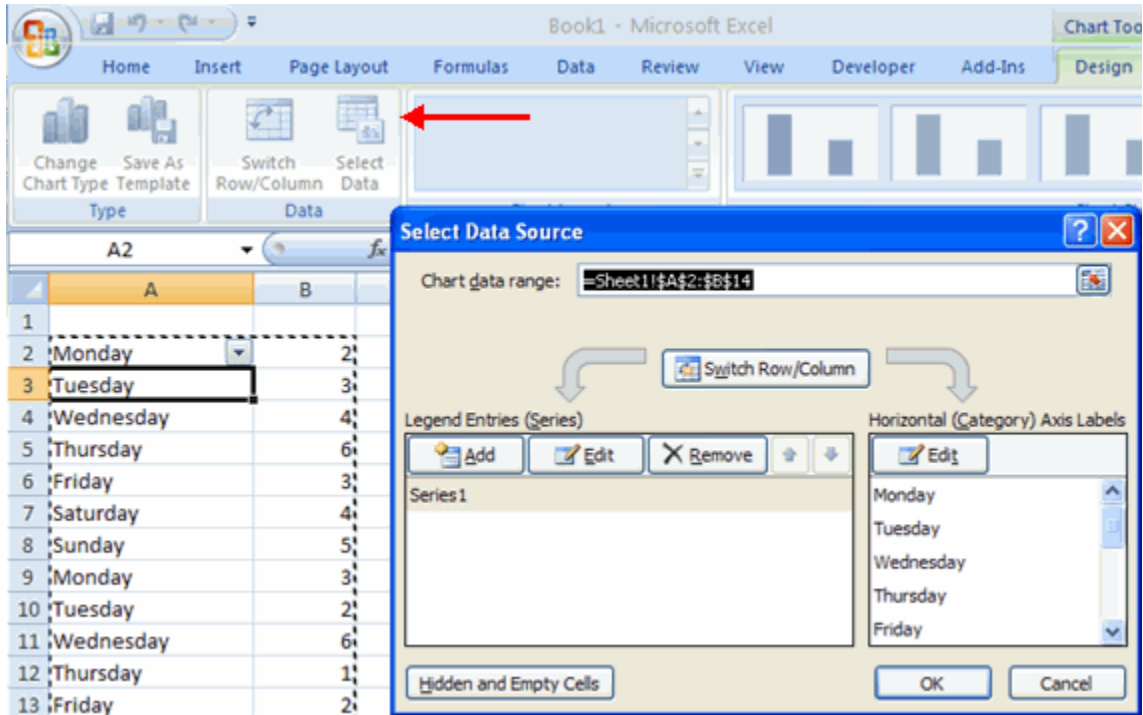 Book1 - Microsoft Excel
Chart Too
Home Insert Page Layout Formulas Data Review View Developer Add-Ins Design
Change Chart Type
Save As Template
Switch Row/Column
Select Data
Type
Data
A2
fx
Select Data Source
Chart data range: =Sheet1!$A$2:$B$14
Switch Row/Column
Legend Entries (Series)
Add Edit Remove
Series1
Horizontal (Category) Axis Labels
Edit
Monday
Tuesday
Wednesday
Thursday
Friday
Hidden and Empty Cells
OK Cancel
A B
1
2 Monday 2
3 Tuesday 3
4 Wednesday 4
5 Thursday 6
6 Friday 3
7 Saturday 4
8 Sunday 5
9 Monday 3
10 Tuesday 2
11 Wednesday 6
12 Thursday 1
13 Friday 2